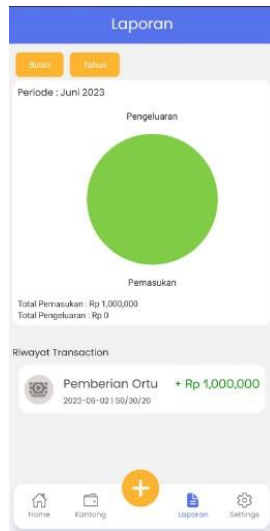 Laporan
Bulan Tahun
Periode : Juni 2023
Pengeluaran
Pemasukan
Total Pemasukan : Rp 1,000,000
Total Pengeluaran : Rp 0
Riwayat Transaction
Pemberian Ortu + Rp 1,000,000
2023-06-02 | 50/30/20
Home Kantong Laporan Settings